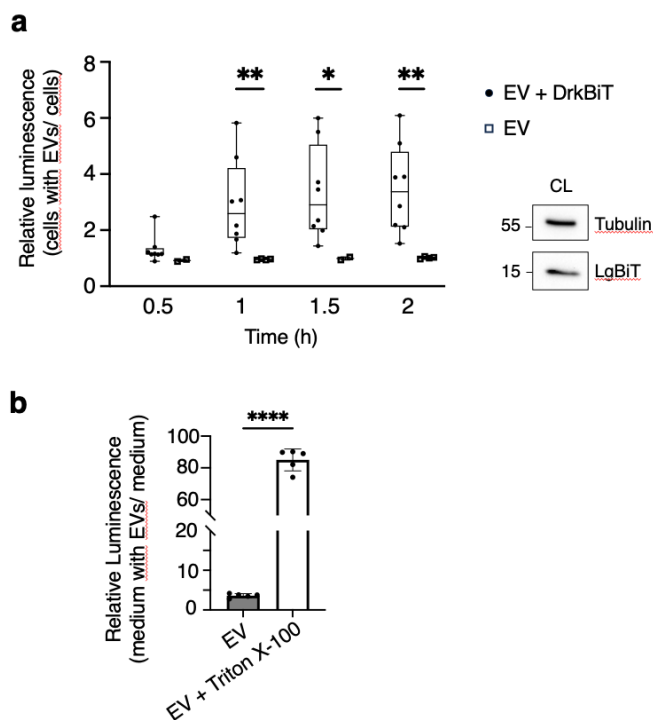 a
Relative luminescence
(cells with EVs/ cells)
8
6
4
2
0
** * **
0.5 1 1.5 2
Time (h)
EV + DrkBiT
EV
CL
55 Tubulin
15 LgBiT
b
Relative Luminescence
(medium with EVs/ medium)
****
100
80
60
20
10
0
EV
EV + Triton X-100